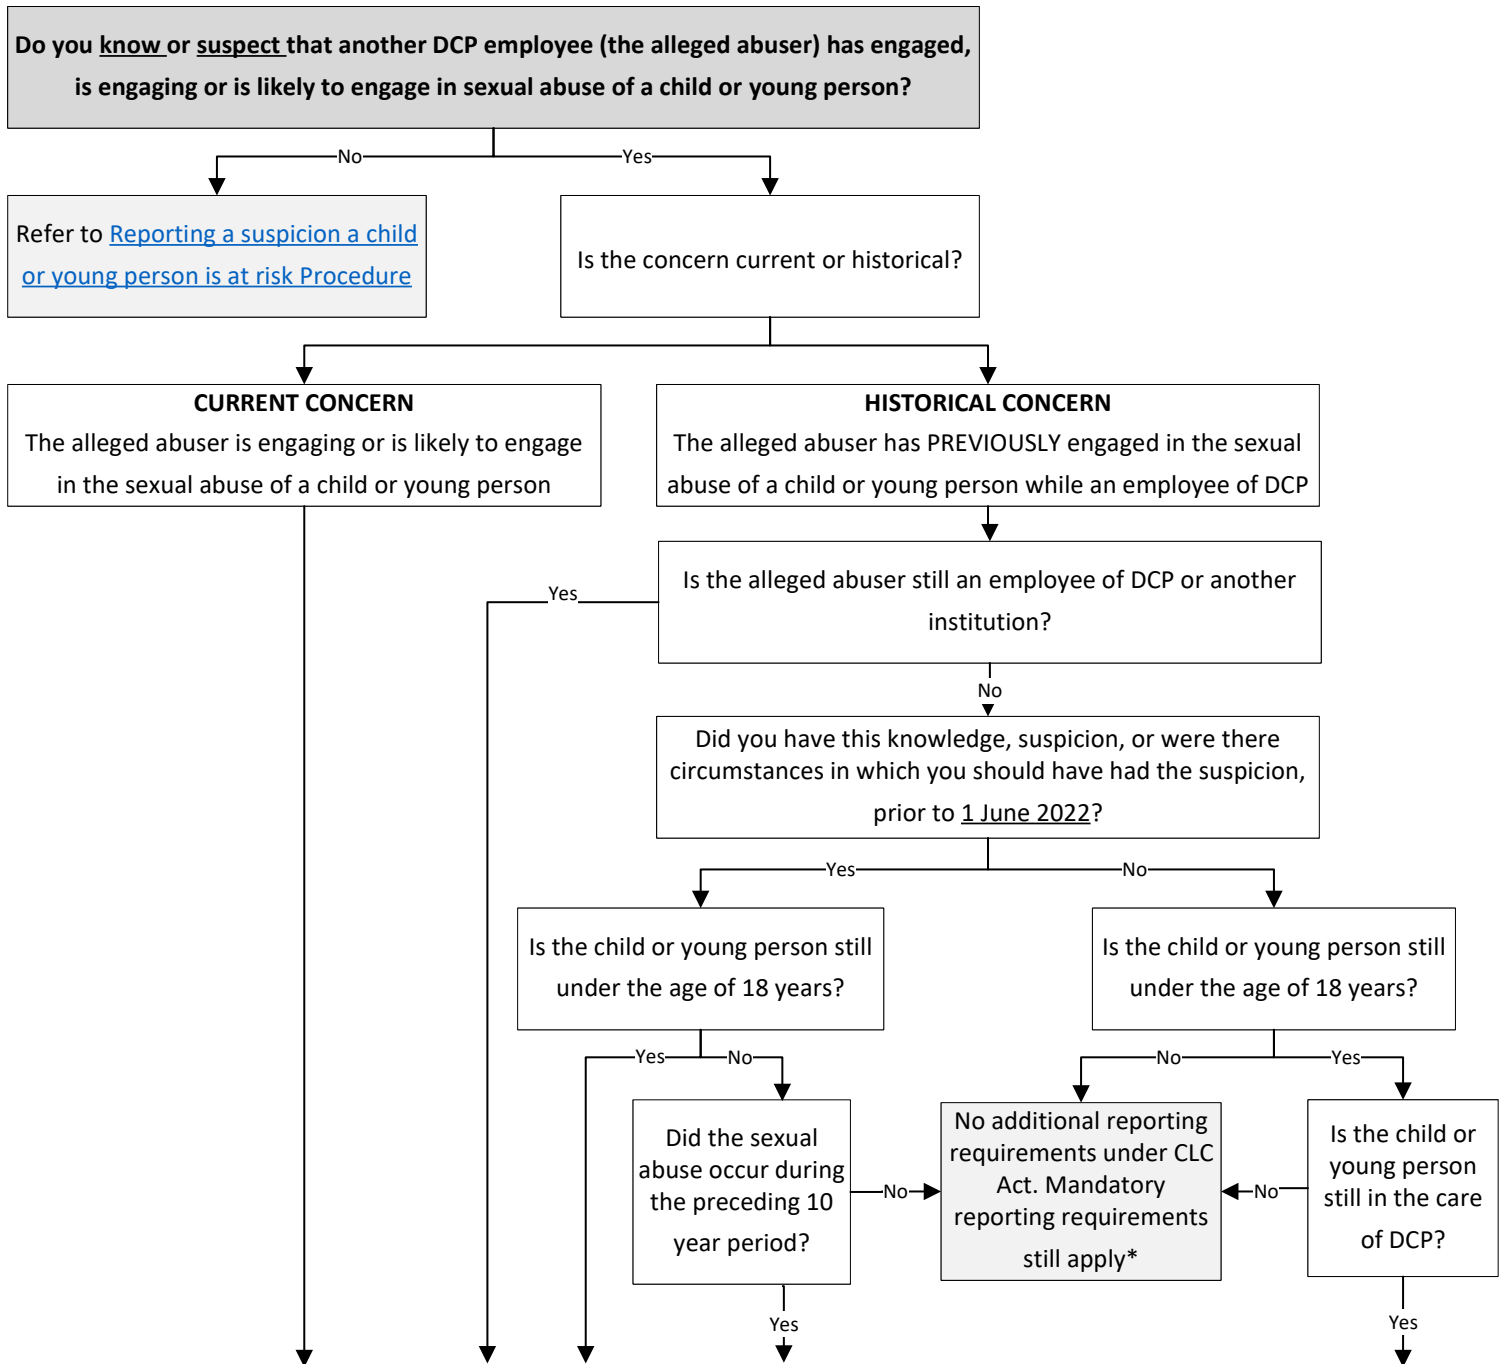 Do you know or suspect that another DCP employee (the alleged abuser) has engaged,
is engaging or is likely to engage in sexual abuse of a child or young person?
No
Yes
Refer to Reporting a suspicion a child
or young person is at risk Procedure
Is the concern current or historical?
CURRENT CONCERN
The alleged abuser is engaging or is likely to engage
in the sexual abuse of a child or young person
HISTORICAL CONCERN
The alleged abuser has PREVIOUSLY engaged in the sexual
abuse of a child or young person while an employee of DCP
Is the alleged abuser still an employee of DCP or another
institution?
Yes
No
Did you have this knowledge, suspicion, or were there
circumstances in which you should have had the suspicion,
prior to 1 June 2022?
Yes
No
Is the child or young person still
under the age of 18 years?
Is the child or young person still
under the age of 18 years?
Yes
No
No
Yes
Did the sexual
abuse occur during
the preceding 10
year period?
No
No additional reporting
requirements under CLC
Act. Mandatory
reporting requirements
still apply*
No
Is the child or
young person
still in the care
of DCP?
Yes
Yes